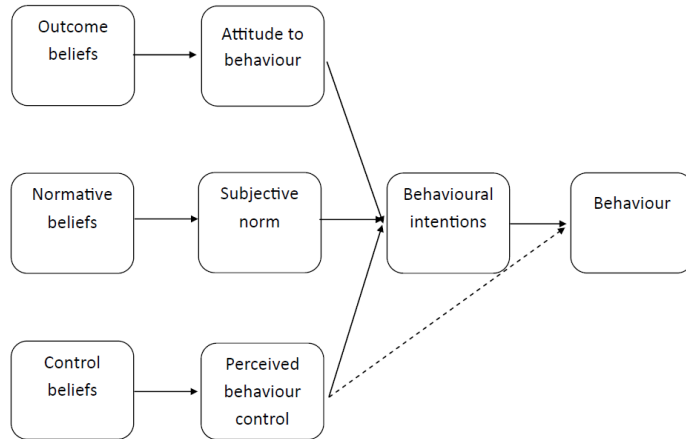 Outcome
beliefs
Attitude to
behaviour
Normative
beliefs
Subjective
norm
Behavioural
intentions
Behaviour
Control
beliefs
Perceived
behaviour
control